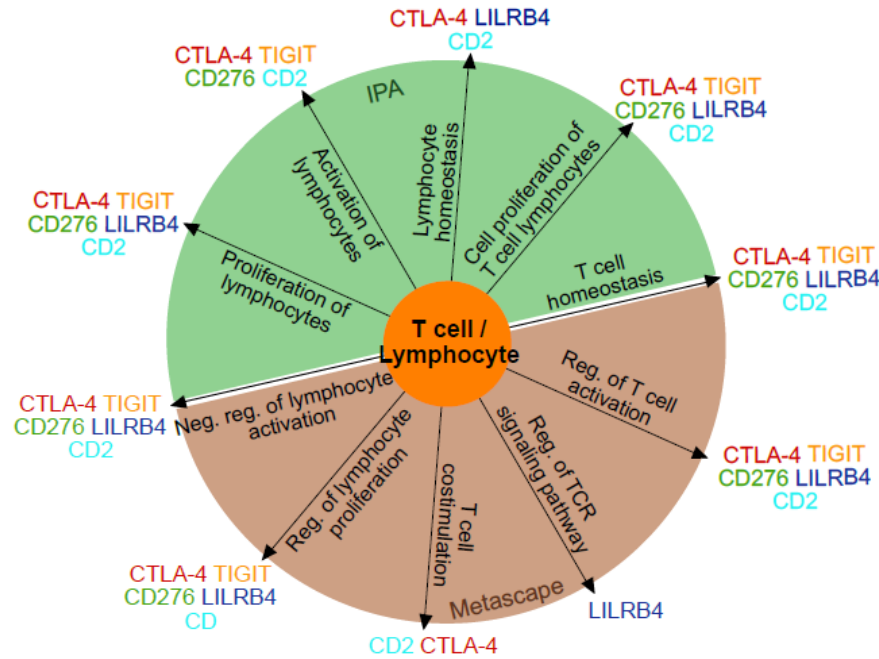 CTLA-4 LILRB4
CD2
CTLA-4 TIGIT
CD276 CD2
CTLA-4 TIGIT
CD276 LILRB4
CD2
IPA
Activation of
lymphocytes
Lymphocyte
homeostasis
Cell proliferation of
T cell lymphocytes
CTLA-4 TIGIT
CD276 LILRB4
CD2
Proliferation of
lymphocytes
T cell
homeostasis
CTLA-4 TIGIT
CD276 LILRB4
CD2
T cell /
Lymphocyte
CTLA-4 TIGIT
CD276 LILRB4
CD2
Neg. reg. of lymphocyte
activation
Reg. of lymphocyte
proliferation
T cell
costimulation
Reg. of TCR
signaling pathway
Reg. of T cell
activation
CTLA-4 TIGIT
CD276 LILRB4
CD2
CTLA-4 TIGIT
CD276 LILRB4
CD
Metascape
LILRB4
CD2 CTLA-4